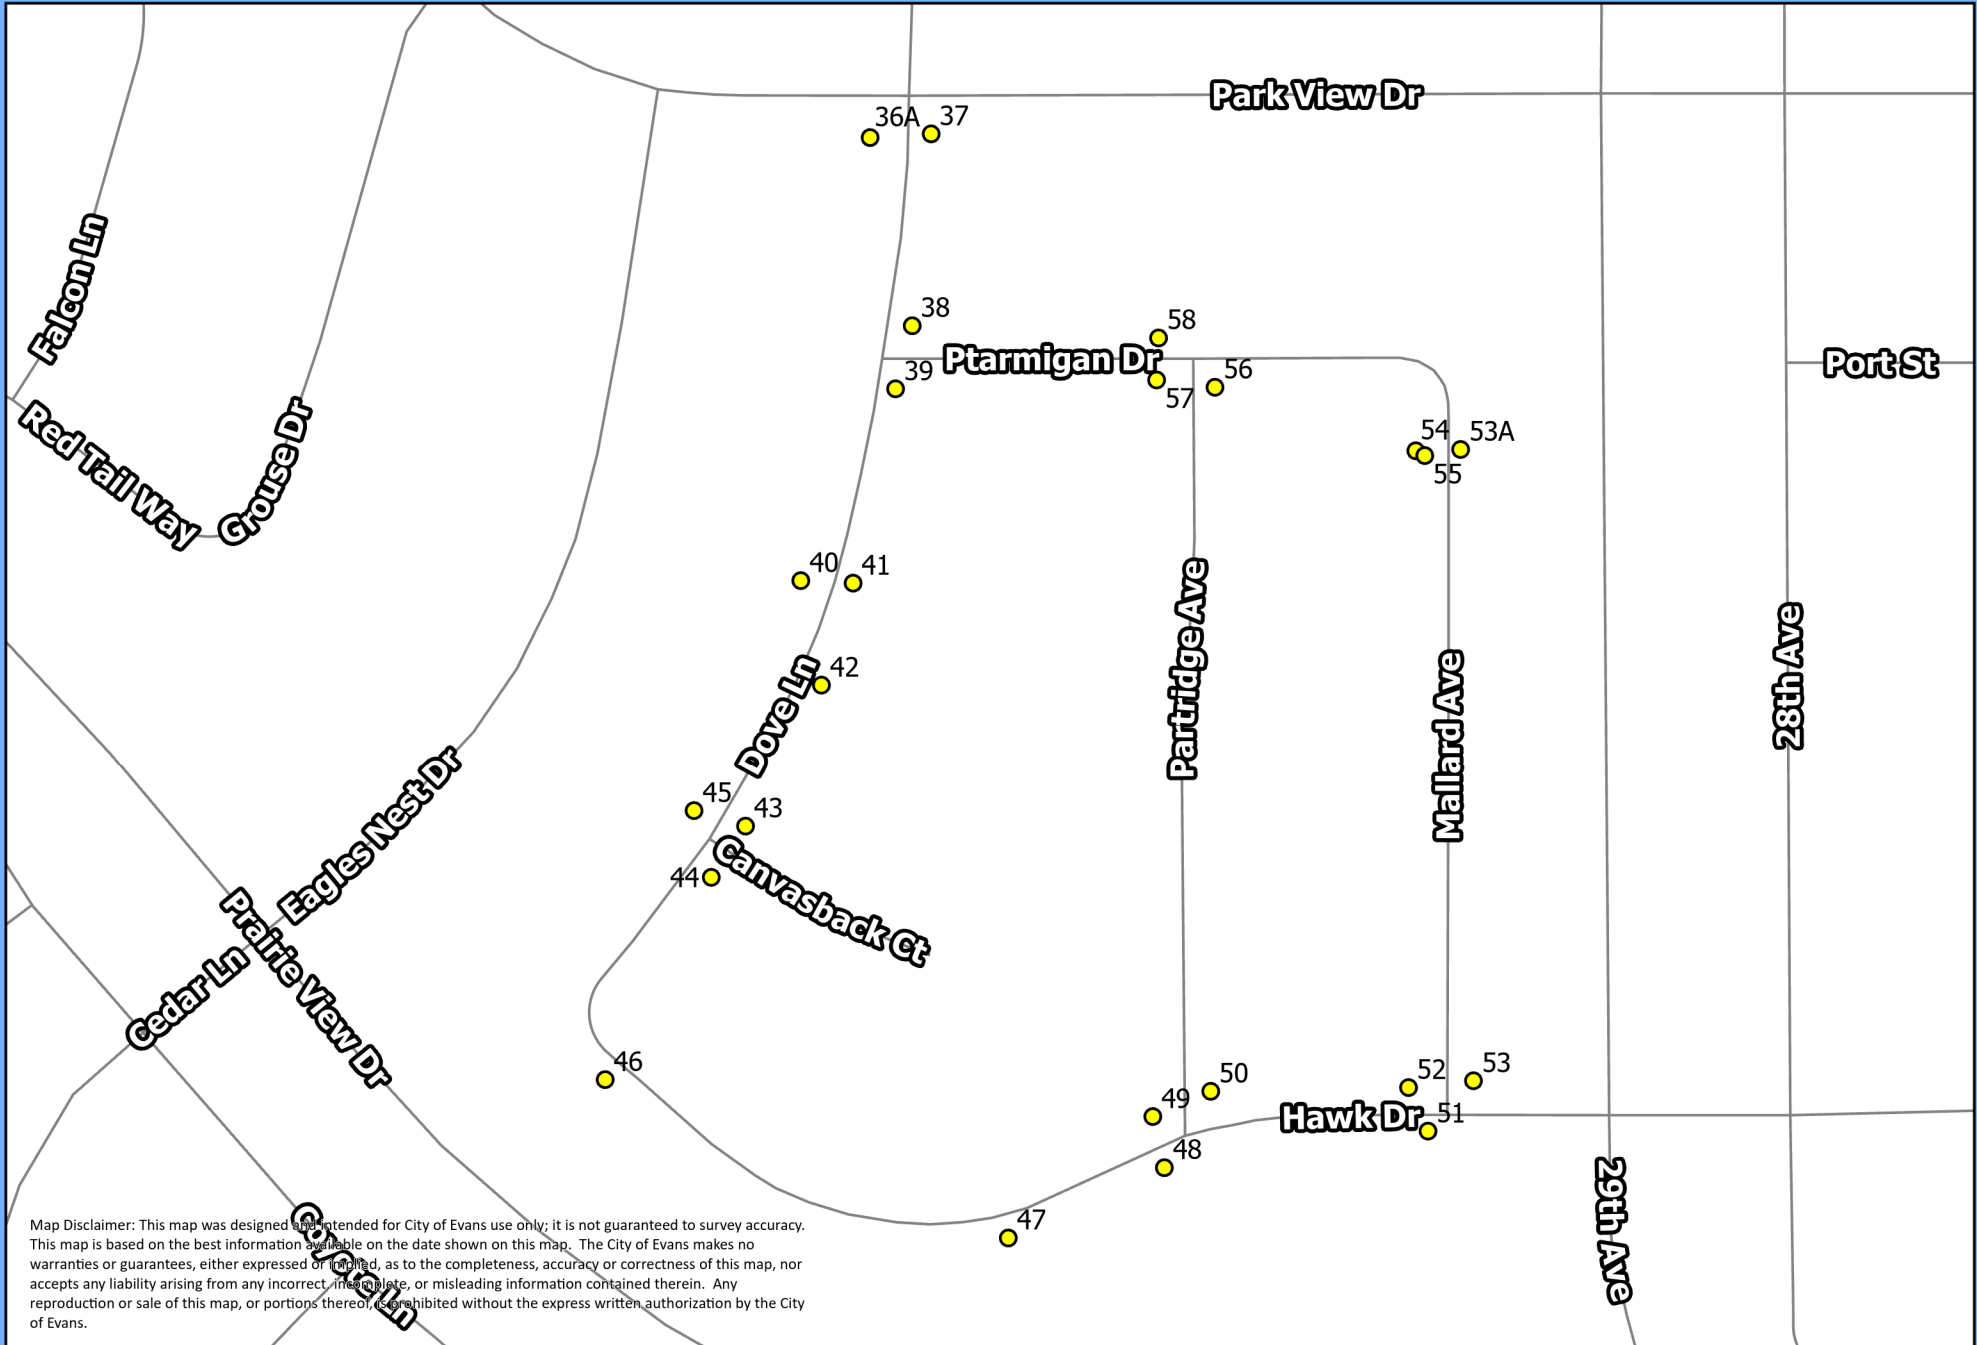 Park View Dr
36A
37
Falcon Ln
38
58
Ptarmigan Dr
Port St
39
56
57
Red Tail Way
Grouse Dr
54
53A
55
40
41
Partridge Ave
28th Ave
42
Dove Ln
Mallard Ave
Eagles Nest Dr
45
43
44
Canvasback Ct
Prairie View Dr
Cedar Ln
46
50
52
53
49
Hawk Dr
51
48
29th Ave
47
Coyote Ln
Map Disclaimer: This map was designed and intended for City of Evans use only; it is not guaranteed to survey accuracy.
This map is based on the best information available on the date shown on this map.  The City of Evans makes no
warranties or guarantees, either expressed or implied, as to the completeness, accuracy or correctness of this map, nor
accepts any liability arising from any incorrect, incomplete, or misleading information contained therein.  Any
reproduction or sale of this map, or portions thereof, is prohibited without the express written authorization by the City
of Evans.